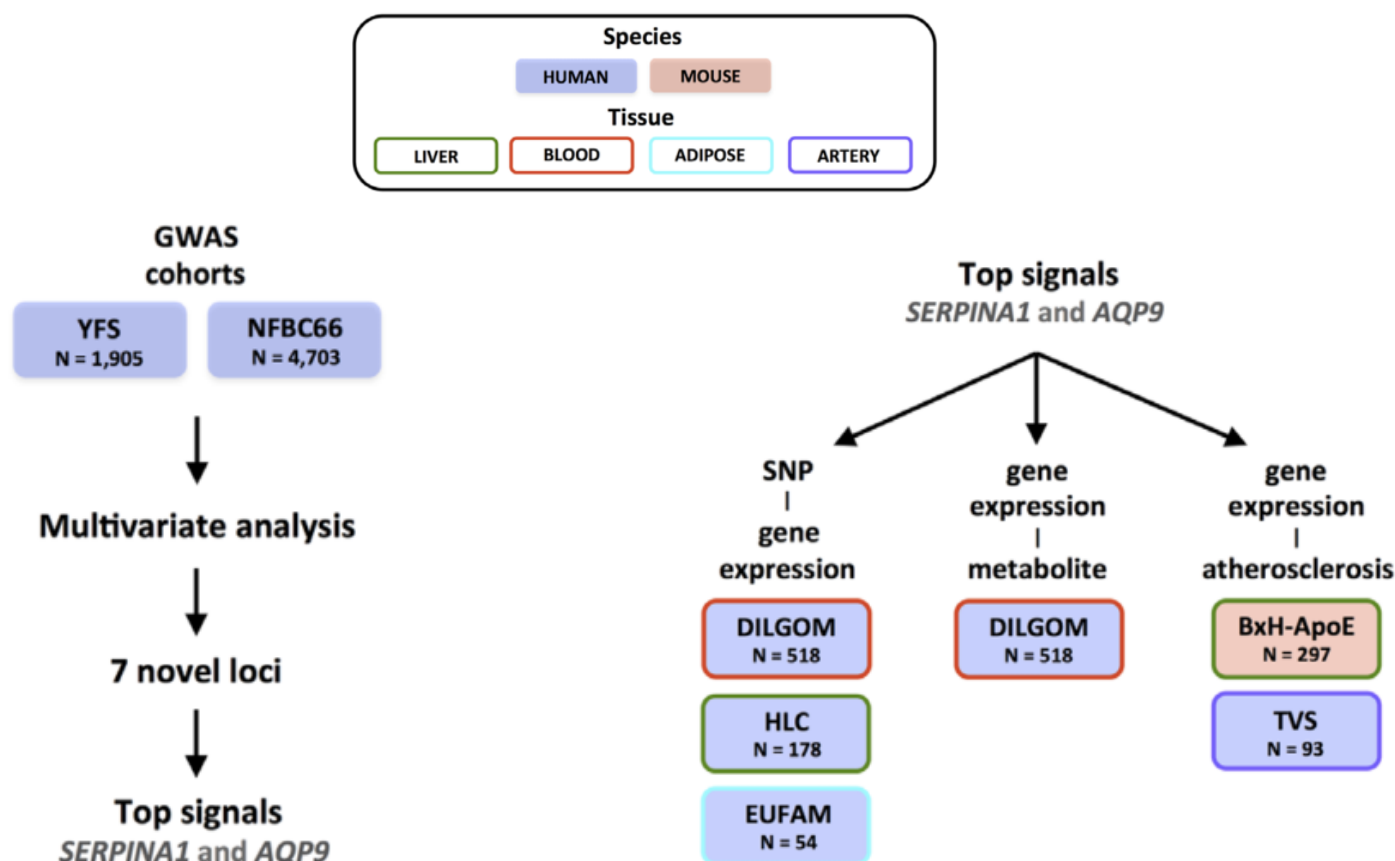 Species
HUMAN MOUSE
Tissue
LIVER BLOOD ADIPOSE ARTERY
GWAS
cohorts
YFS
N = 1,905
NFBC66
N = 4,703
Multivariate analysis
7 novel loci
Top signals
SERPINA1 and AQP9
Top signals
SERPINA1 and AQP9
SNP
|
gene
expression
DILGOM
N = 518
HLC
N = 178
EUFAM
N = 54
gene
expression
|
metabolite
DILGOM
N = 518
gene
expression
|
atherosclerosis
BxH-ApoE
N = 297
TVS
N = 93